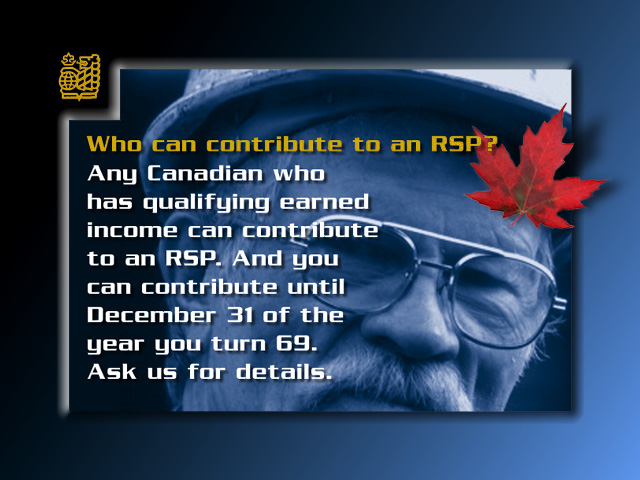 Who can contribute to an RSP?
Any Canadian who
has qualifying earned
income can contribute
to an RSP. And you
can contribute until
December 31 of the
year you turn 69.
Ask us for details.